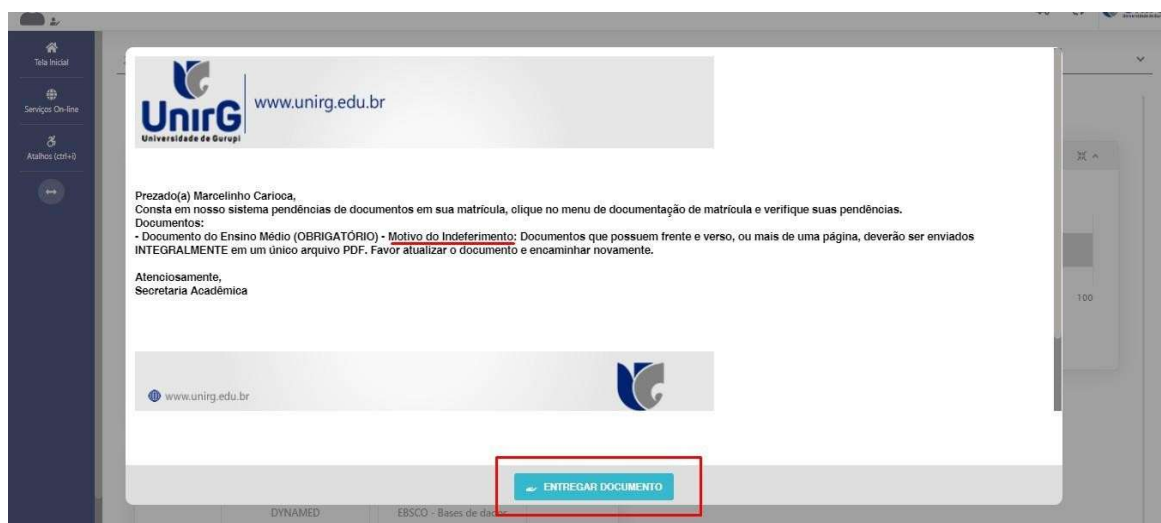 Tela Inicial
Serviços On-line
Atalhos (ctrl+i)
UnirG
Universidade de Gurupi
www.unirg.edu.br
Prezado(a) Marcelinho Carioca,
Consta em nosso sistema pendências de documentos em sua matrícula, clique no menu de documentação de matrícula e verifique suas pendências.
Documentos:
- Documento do Ensino Médio (OBRIGATÓRIO) - Motivo do Indeferimento: Documentos que possuem frente e verso, ou mais de uma página, deverão ser enviados
INTEGRALMENTE em um único arquivo PDF. Favor atualizar o documento e encaminhar novamente.
Atenciosamente,
Secretaria Acadêmica
100
www.unirg.edu.br
ENTREGAR DOCUMENTO
DYNAMED
EBSCO - Bases de dados